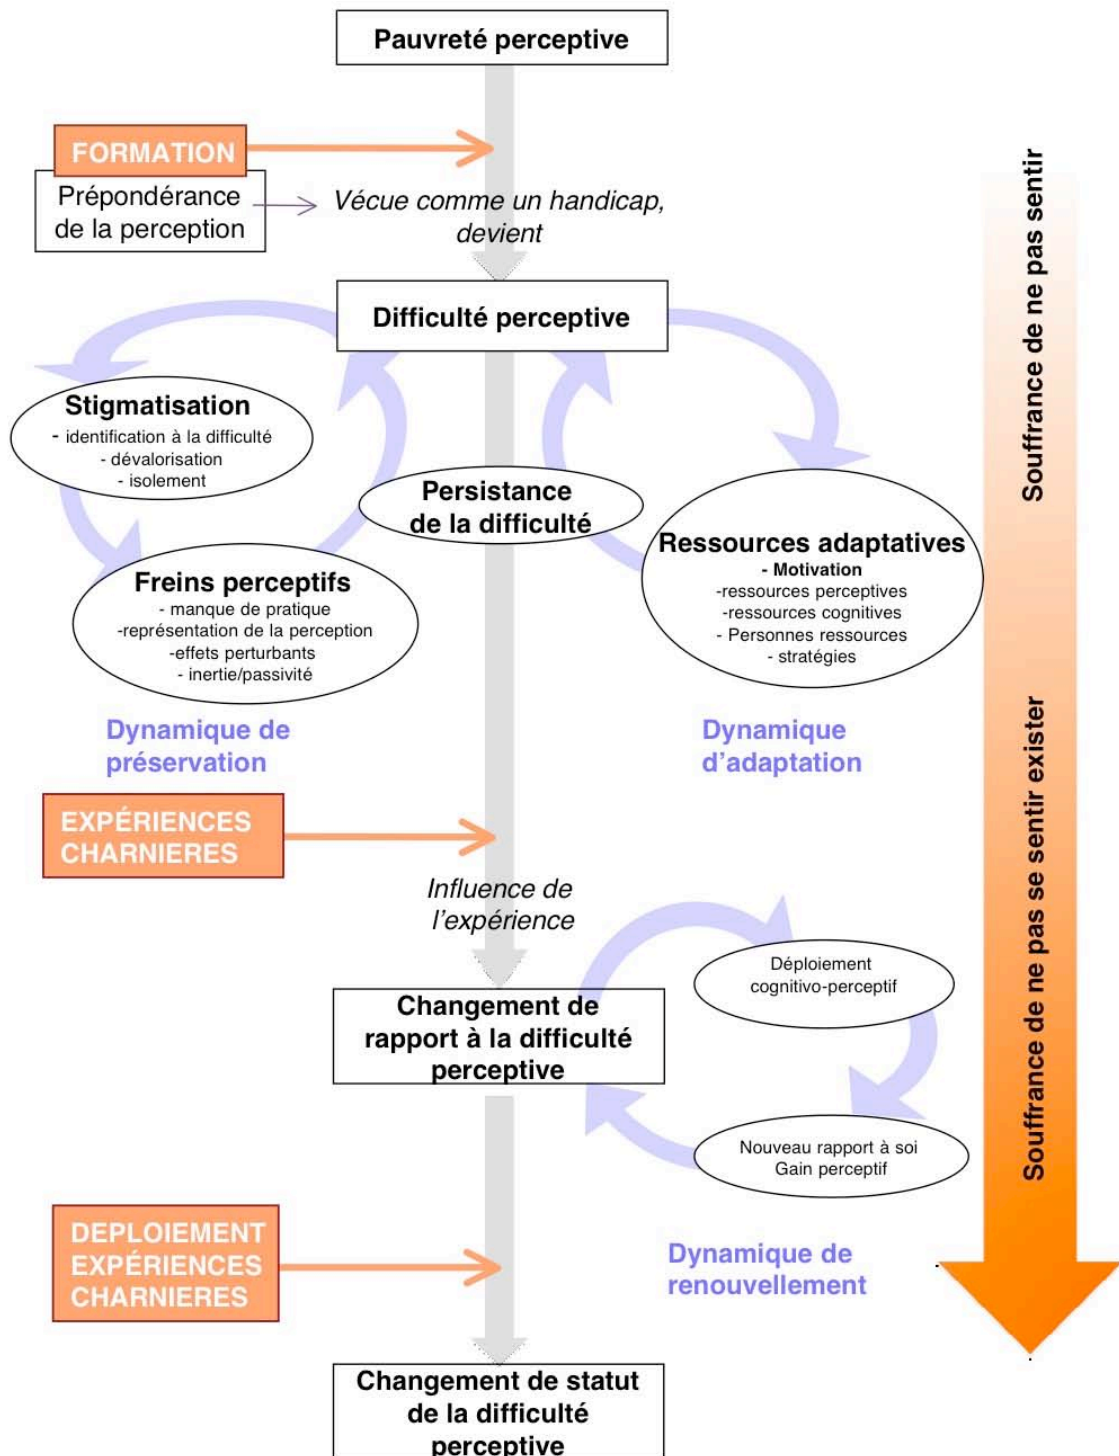 Pauvreté perceptive
FORMATION
Prépondérance
de la perception
Vécue comme un handicap,
devient
Difficulté perceptive
Stigmatisation
- identification à la difficulté
- dévalorisation
- isolement
Persistance
de la difficulté
Freins perceptifs
- manque de pratique
-représentation de la perception
-effets perturbants
- inertie/passivité
Ressources adaptatives
- Motivation
-ressources perceptives
-ressources cognitives
- Personnes ressources
- stratégies
Dynamique de
préservation
Dynamique
d'adaptation
EXPÉRIENCES
CHARNIERES
Influence de
l'expérience
Changement de
rapport à la difficulté
perceptive
Déploiement
cognitivo-perceptif
Nouveau rapport à soi
Gain perceptif
DEPLOIEMENT
EXPÉRIENCES
CHARNIERES
Dynamique de
renouvellement
Changement de statut
de la difficulté
perceptive
Souffrance de ne pas sentir
Souffrance de ne pas se sentir exister